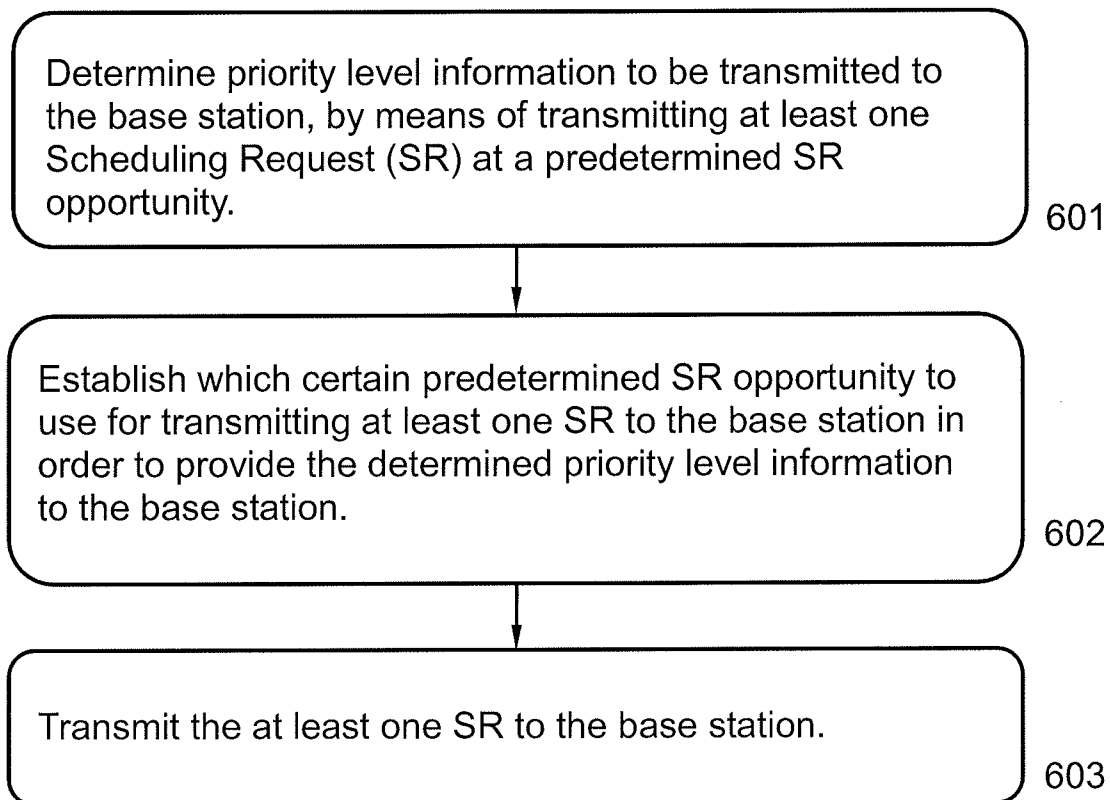 Determine priority level information to be transmitted to
the base station, by means of transmitting at least one
Scheduling Request (SR) at a predetermined SR
opportunity.
601
Establish which certain predetermined SR opportunity to
use for transmitting at least one SR to the base station in
order to provide the determined priority level information
to the base station.
602
Transmit the at least one SR to the base station.
603